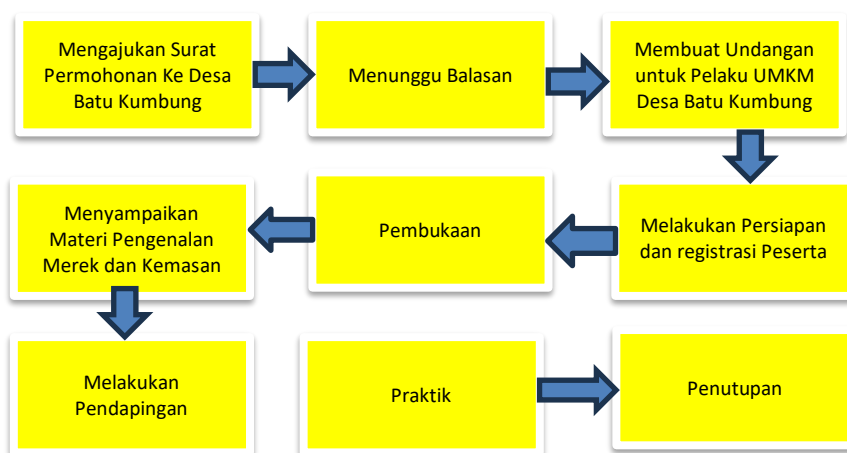 Mengajukan Surat
Permohonan Ke Desa
Batu Kumbung
Menunggu Balasan
Membuat Undangan
untuk Pelaku UMKM
Desa Batu Kumbung
Melakukan Persiapan
dan registrasi Peserta
Pembukaan
Menyampaikan
Materi Pengenalan
Merek dan Kemasan
Melakukan
Pendapingan
Praktik
Penutupan